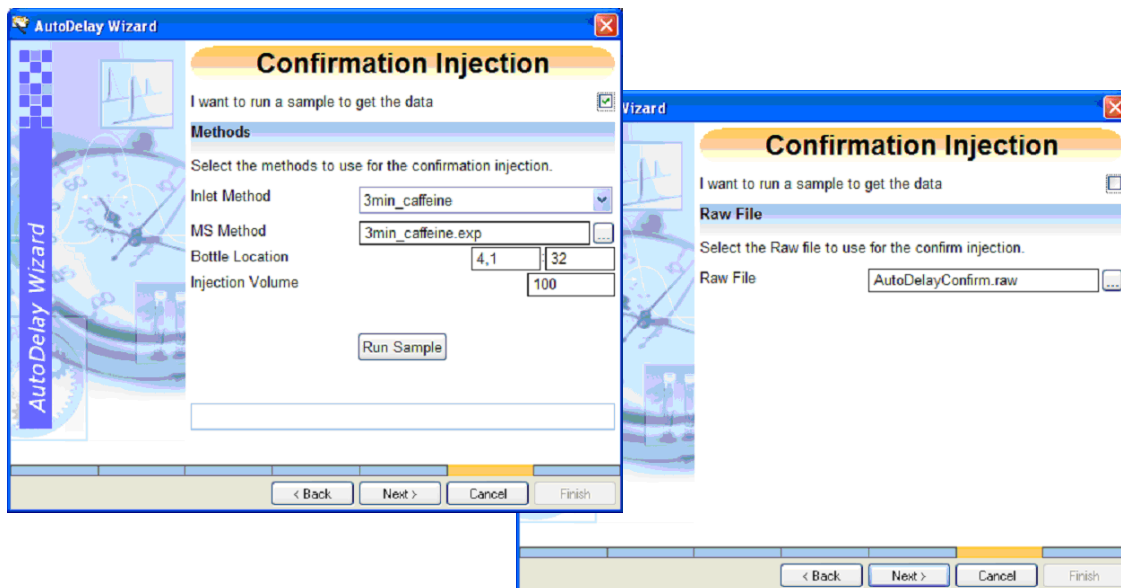 AutoDelay Wizard
Confirmation Injection
I want to run a sample to get the data
Methods
Select the methods to use for the confirmation injection.
Inlet Method 3min_caffeine
MS Method 3min_caffeine.exp ...
Bottle Location 4,1 : 32
Injection Volume 100
Run Sample
AutoDelay Wizard
< Back Next > Cancel Finish
Wizard
Confirmation Injection
I want to run a sample to get the data
Raw File
Select the Raw file to use for the confirm injection.
Raw File AutoDelayConfirm.raw ...
< Back Next > Cancel Finish